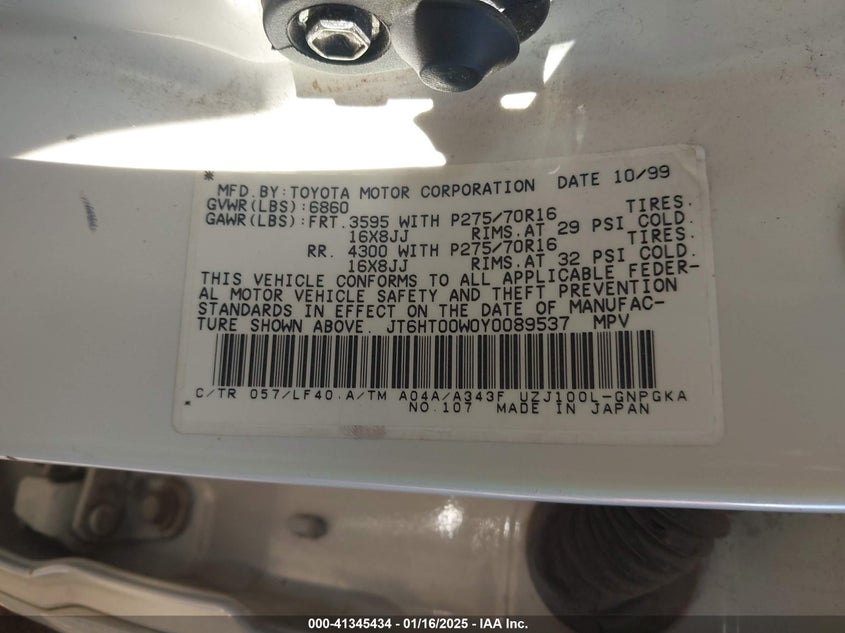 MFD. BY: TOYOTA MOTOR CORPORATION DATE 10/99
GVWR(LBS):6860 TIRES.
GAWR(LBS):FRT. 3595 WITH P275/70R16
16X8JJ RIMS. AT 29 PSI COLD.
RR. 4300 WITH P275/70R16 TIRES.
16X8JJ RIMS. AT 32 PSI COLD.
THIS VEHICLE CONFORMS TO ALL APPLICABLE FEDER-
AL MOTOR VEHICLE SAFETY AND THEFT PREVENTION
STANDARDS IN EFFECT ON THE DATE OF MANUFAC-
TURE SHOWN ABOVE. JT6HT00W0Y0089537 MPV
C/TR 057/LF40 A/TM A04A/A343F UZJ100L-GNPGKA
NO.107 MADE IN JAPAN
000-41345434 - 01/16/2025 - IAA Inc.